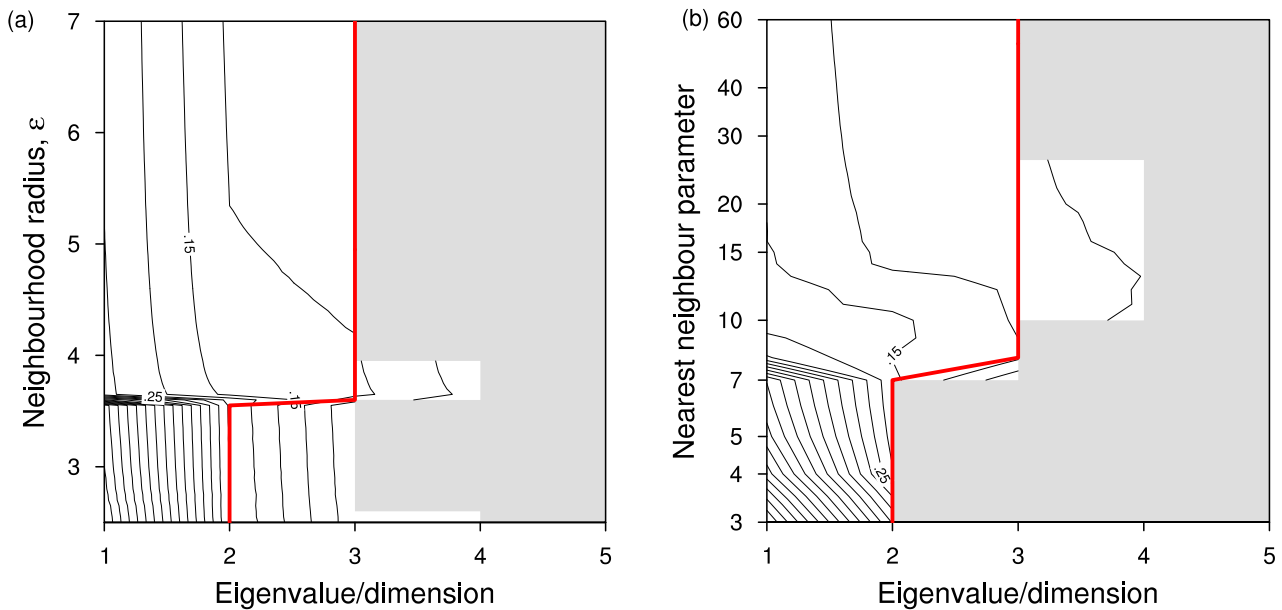 (a)
7
6
5
4
3
Neighbourhood radius, ε
.15
.25
.15
1 2 3 4 5
Eigenvalue/dimension
(b)
60
40
30
20
15
10
7
5
4
3
Nearest neighbour parameter
.15
.25
1 2 3 4 5
Eigenvalue/dimension